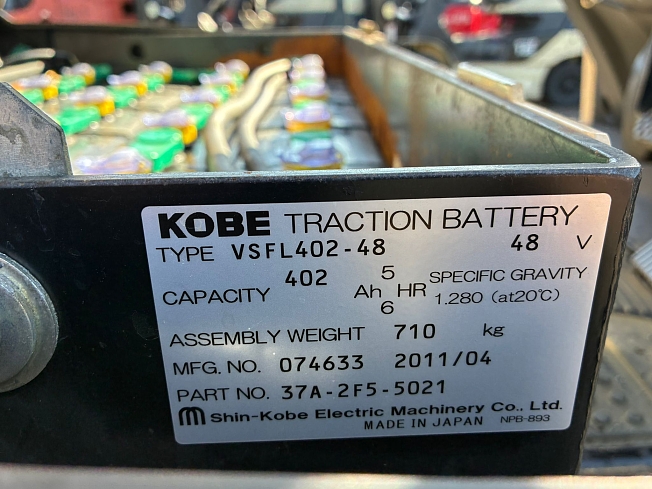 KOBE TRACTION BATTERY
TYPE VSFL402-48 48 V
CAPACITY 402 Ah 5 6 HR SPECIFIC GRAVITY 1.280 (at20℃)
ASSEMBLY WEIGHT 710 kg
MFG. NO. 074633 2011/04
PART NO. 37A-2F5-5021
Shin-Kobe Electric Machinery Co., Ltd.
MADE IN JAPAN NPB-893